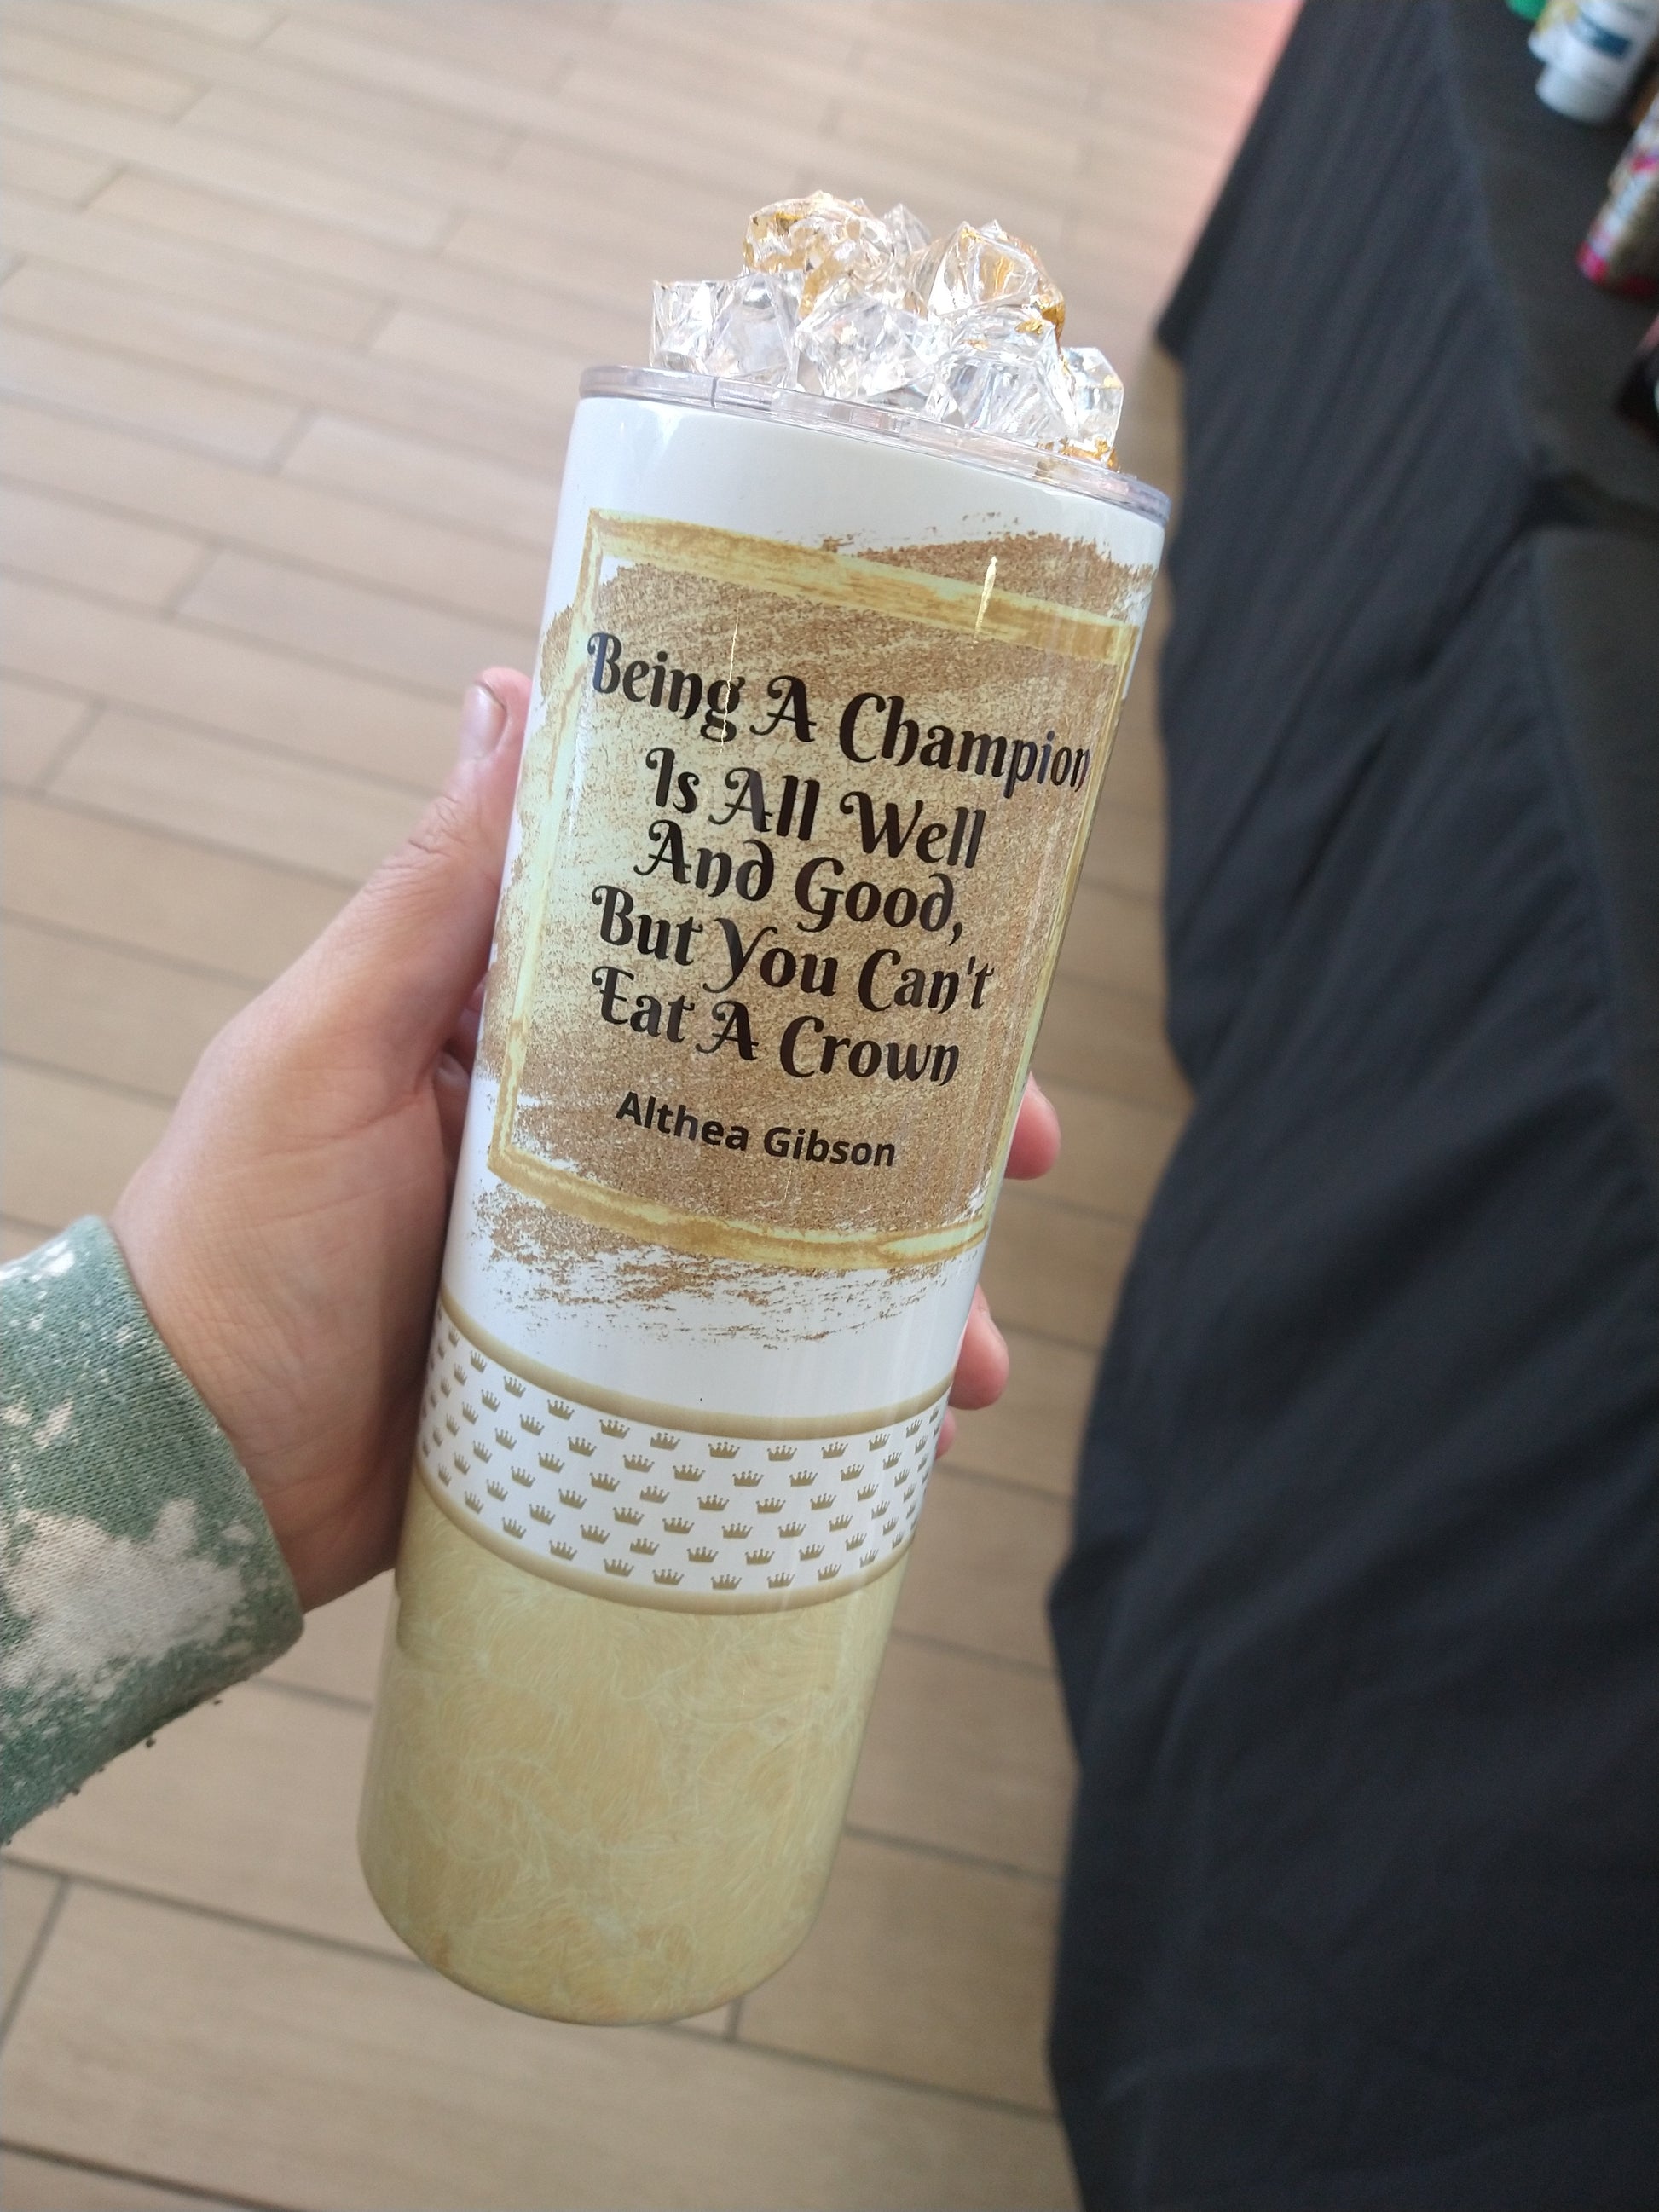 Being A Champion
Is All Well
And Good,
But You Can't
Eat A Crown
Althea Gibson